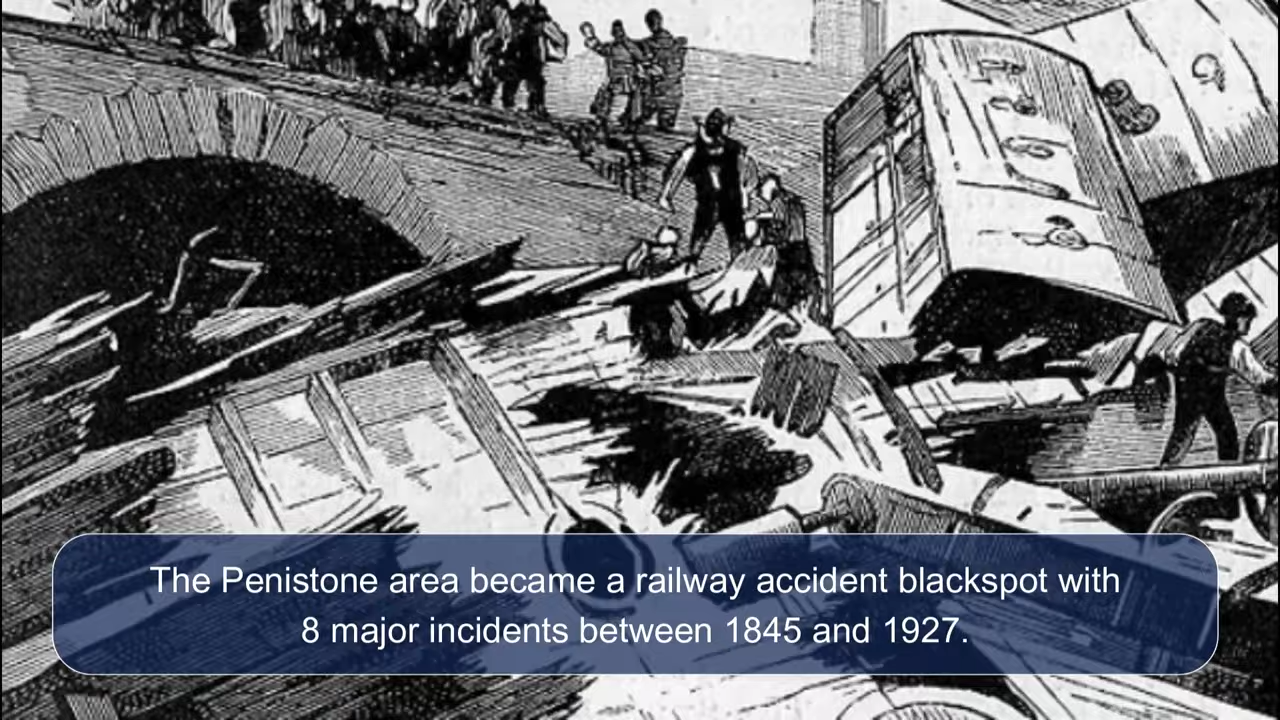 The Penistone area became a railway accident blackspot with
8 major incidents between 1845 and 1927.